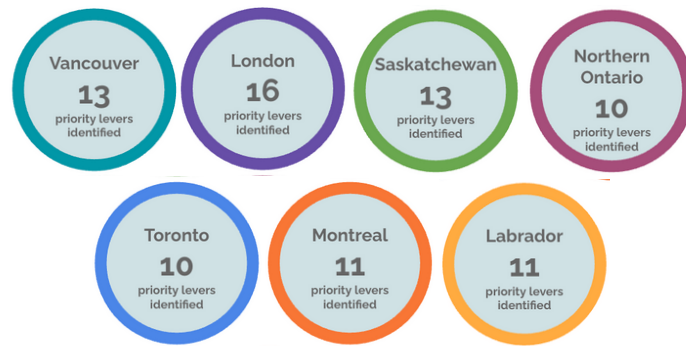 Vancouver
13
priority levers
identified
London
16
priority levers
identified
Saskatchewan
13
priority levers
identified
Northern
Ontario
10
priority levers
identified
Toronto
10
priority levers
identified
Montreal
11
priority levers
identified
Labrador
11
priority levers
identified